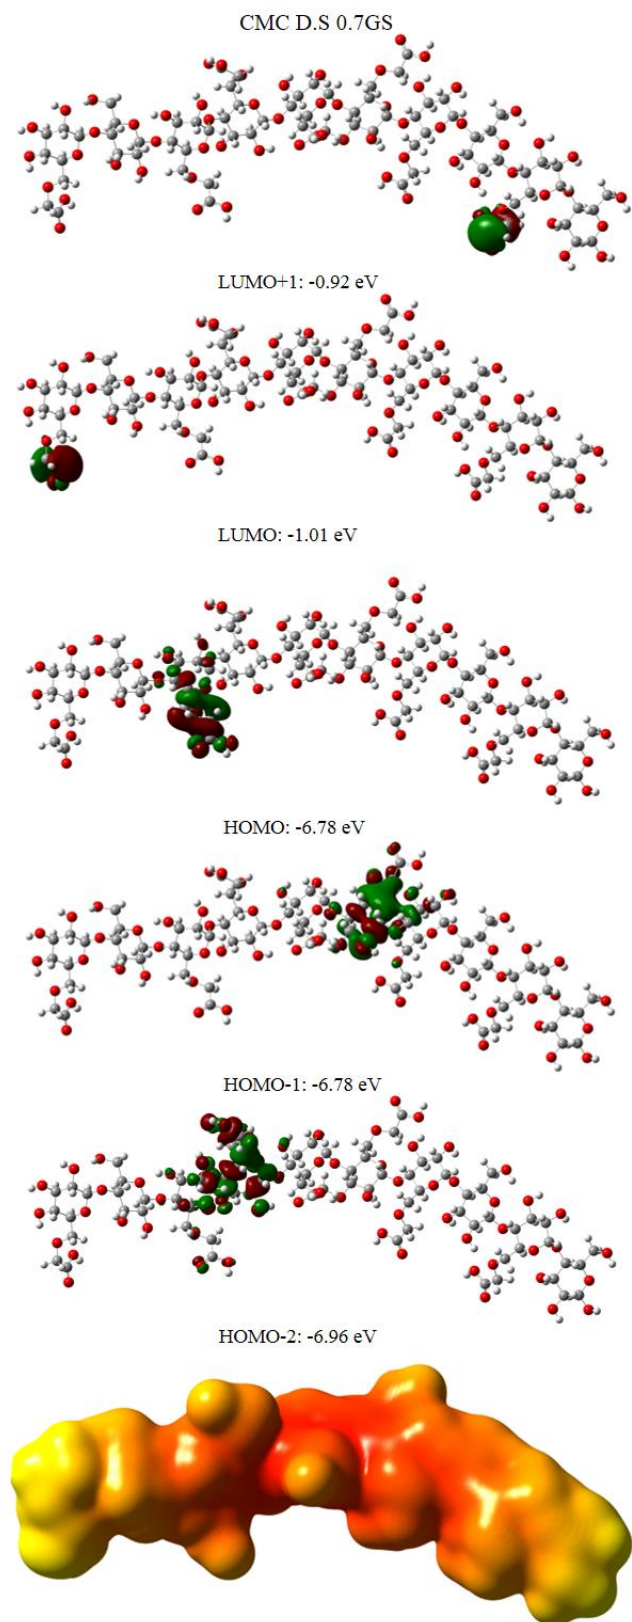 CMC D.S 0.7GS
LUMO+1: -0.92 eV
LUMO: -1.01 eV
HOMO: -6.78 eV
HOMO-1: -6.78 eV
HOMO-2: -6.96 eV